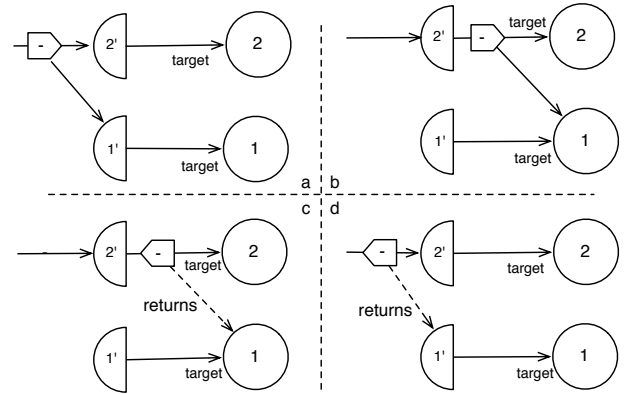 - 2' target 2
1' target 1
a
2' - target 2
1' target 1
b
c
2' - target 2
returns
1' target 1
d
- 2' target 2
returns
1' target 1